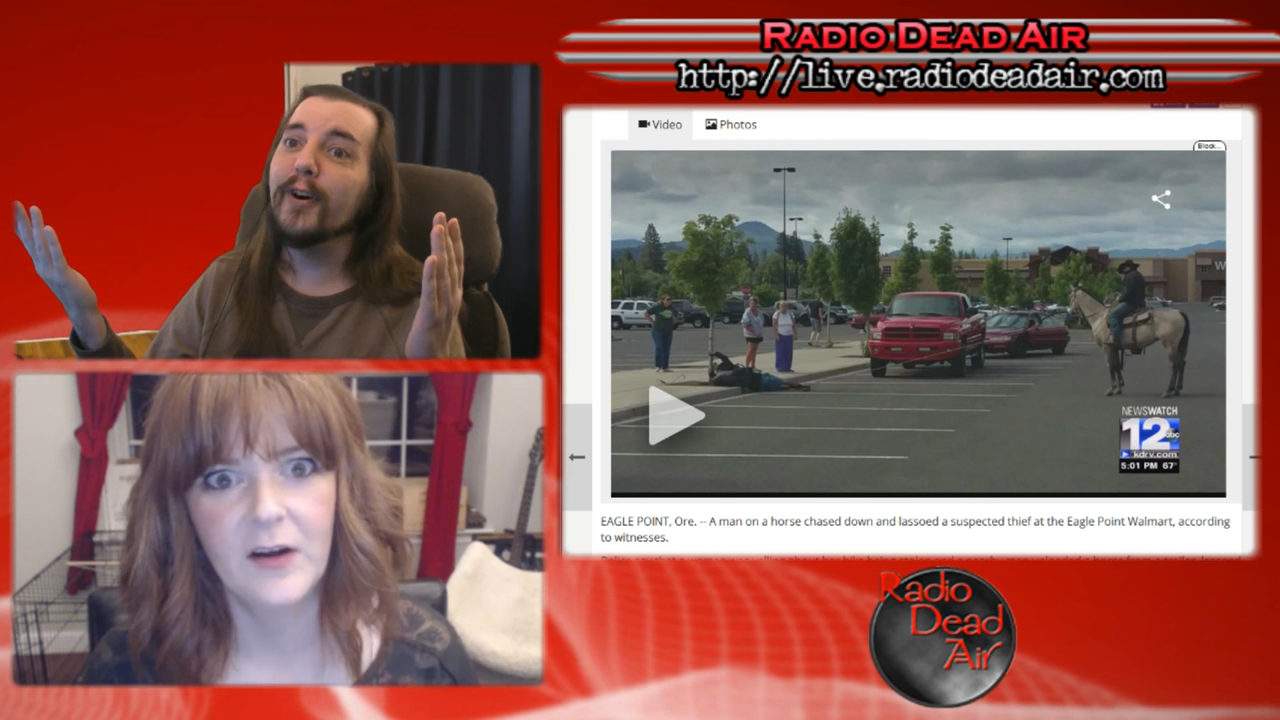 Radio Dead Air
http://live.radiodeadair.com
Video
Photos
Block...
W
NEWSWATCH
12
abc
kdrv.com
5:01 PM 67°
EAGLE POINT, Ore. -- A man on a horse chased down and lassoed a suspected thief at the Eagle Point Walmart, according
to witnesses.
Radio
Dead
Air